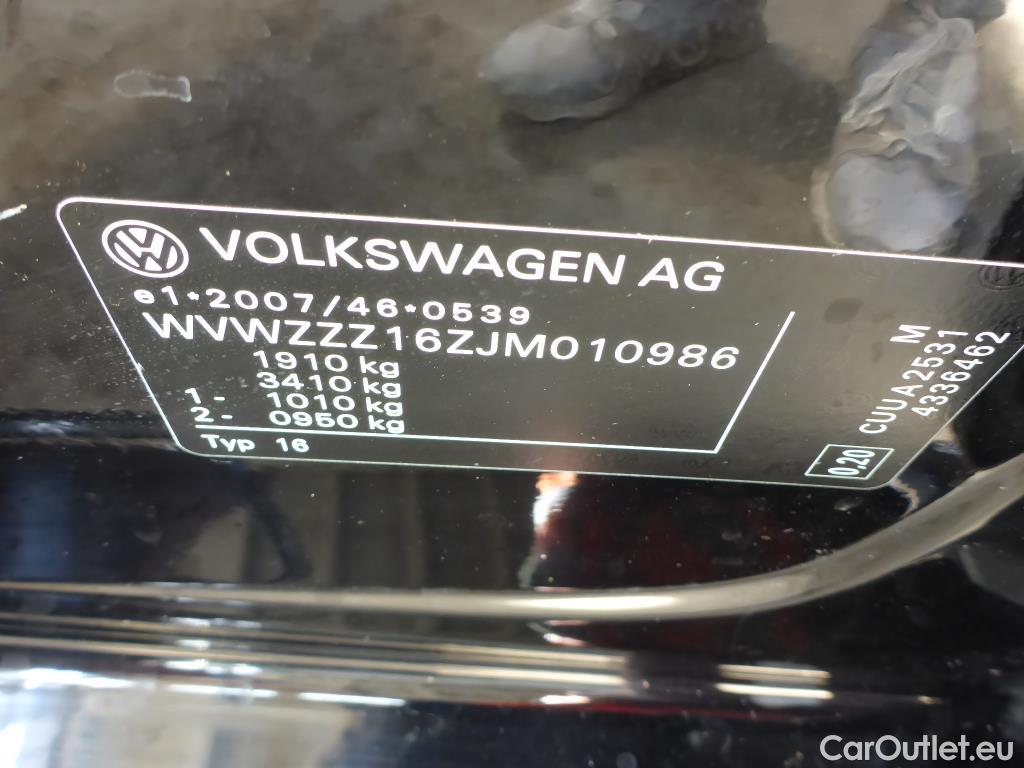 VOLKSWAGEN AG
e1*2007/46*0539
WVWZZZ16ZJM010986
1910 kg
3410 kg
1 - 1010 kg
2 - 0950 kg
Typ 16
M
CUUA2531
4336462
0,20
CarOutlet.eu